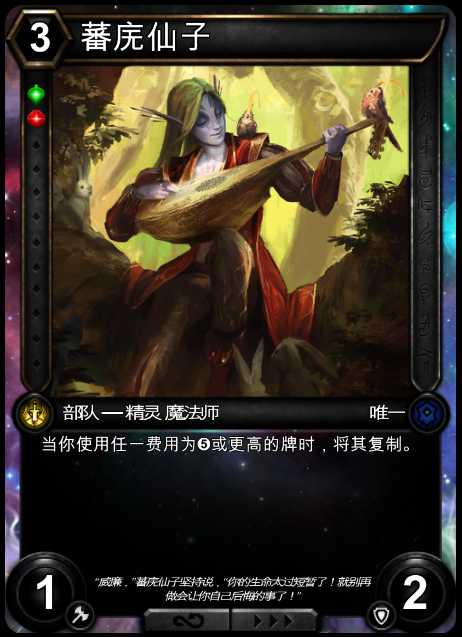 3
蕃庑仙子
部队 — 精灵 魔法师
唯一
当你使用任一费用为❺或更高的牌时，将其复制。
“威廉，”蕃庑仙子坚持说，“你的生命太过短暂了！就别再
做会让你自己后悔的事了！”
1
2